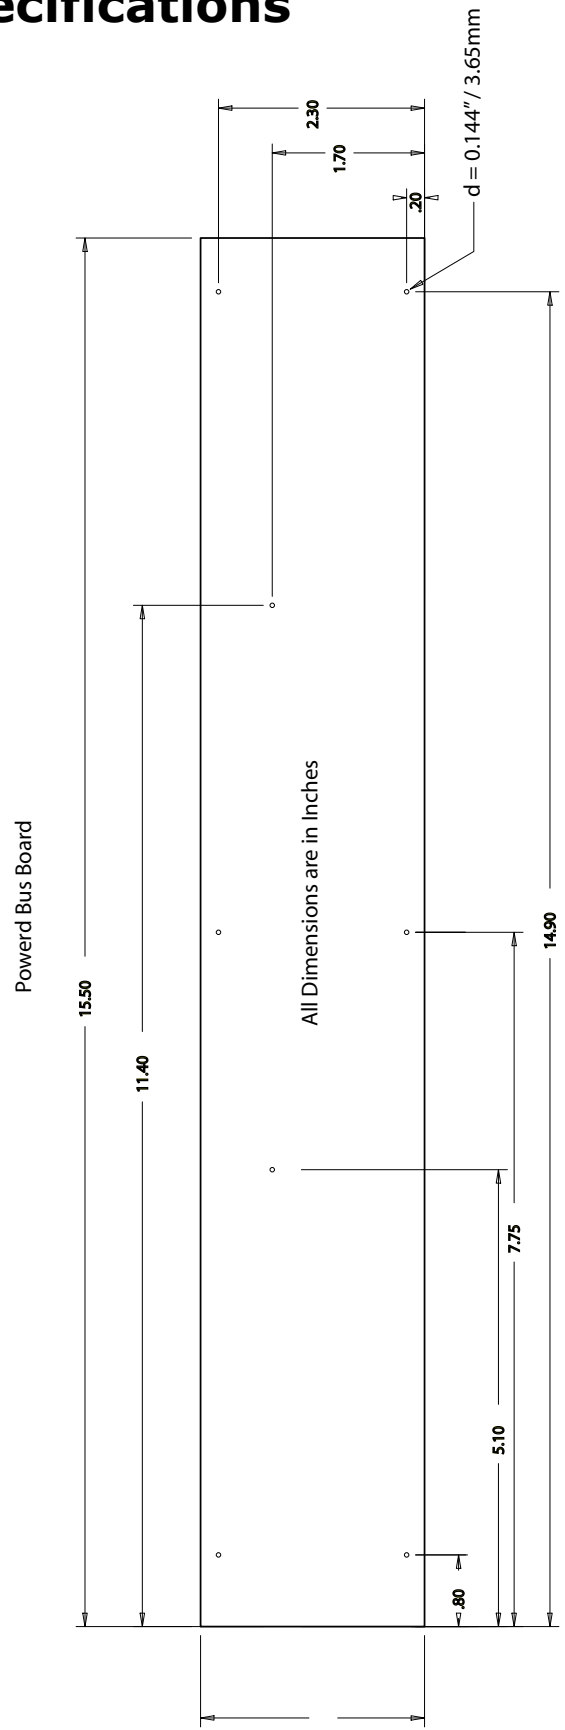 ecifications
Powerd Bus Board
15.50
11.40
All Dimensions are in Inches
2.30
1.70
.20
d = 0.144"/ 3.65mm
.80
5.10
7.75
14.90